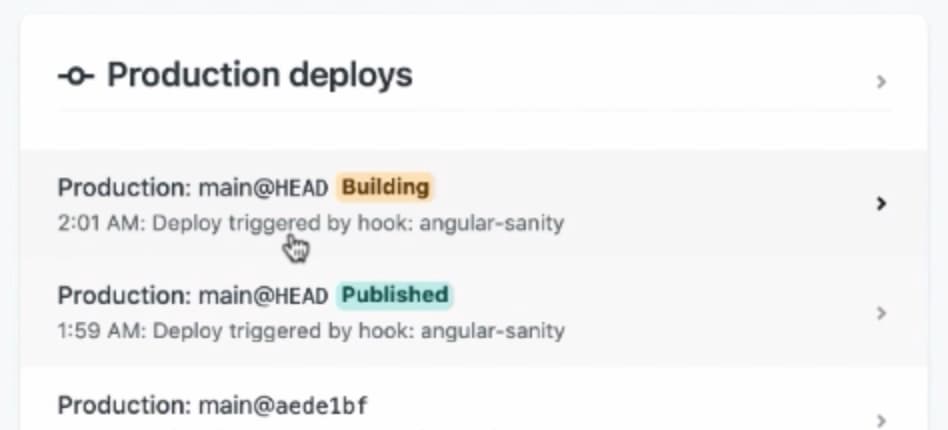 Production deploys
Production: main@HEAD Building
2:01 AM: Deploy triggered by hook: angular-sanity
Production: main@HEAD Published
1:59 AM: Deploy triggered by hook: angular-sanity
Production: main@aede1bf